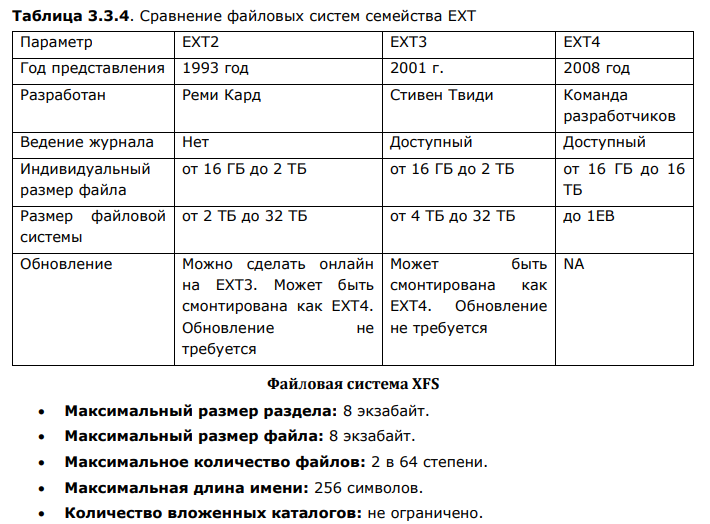 Таблица 3.3.4. Сравнение файловых систем семейства EXT
Параметр EXT2 EXT3 EXT4
Год представления 1993 год 2001 г. 2008 год
Разработан Реми Кард Стивен Твиди Команда
разработчиков
Ведение журнала Нет Доступный Доступный
Индивидуальный от 16 ГБ до 2 ТБ от 16 ГБ до 2 ТБ от 16 ГБ до 16
размер файла ТБ
Размер файловой от 2 ТБ до 32 ТБ от 4 ТБ до 32 ТБ до 1EB
системы
Обновление Можно сделать онлайн Может быть NA
на EXT3. Может быть смонтирована как
смонтирована как EXT4. EXT4. Обновление
Обновление не не требуется
требуется
Файловая система XFS
• Максимальный размер раздела: 8 экзабайт.
• Максимальный размер файла: 8 экзабайт.
• Максимальное количество файлов: 2 в 64 степени.
• Максимальная длина имени: 256 символов.
• Количество вложенных каталогов: не ограничено.